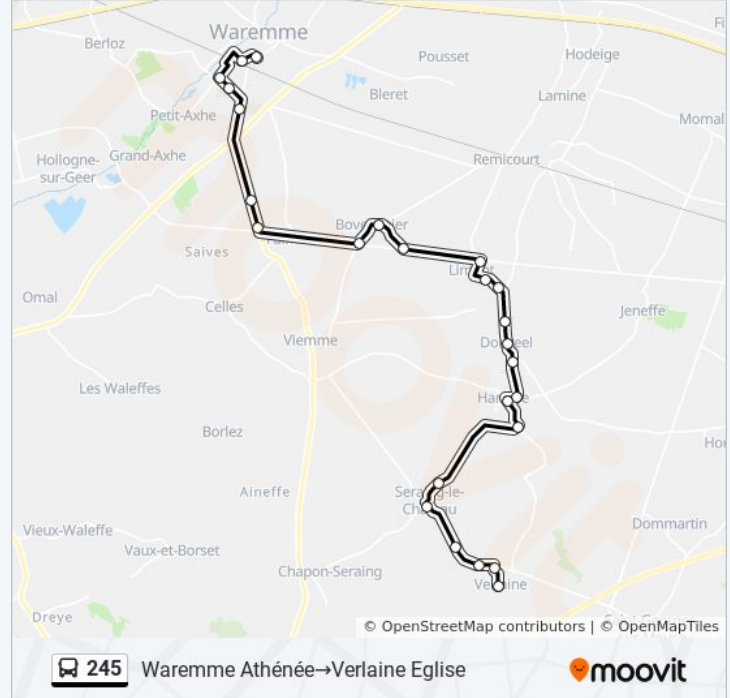 Waremme
Berloz
Fi
Pousset
Hodeige
Bleret
Lamine
Petit-Axhe
Momal
Hollogne-
sur-Geer
Grand-Axhe
Remicourt
Saives
Omal
Celles
Jeneffe
Viemme
Les Waleffes
Borlez
Hor
Aineffe
Dommartin
Vieux-Waleffe
Vaux-et-Borset
Chapon-Seraing
Dreye
© OpenStreetMap contributors | © OpenMapTiles
245 Waremme Athénée→Verlaine Eglise
moovit